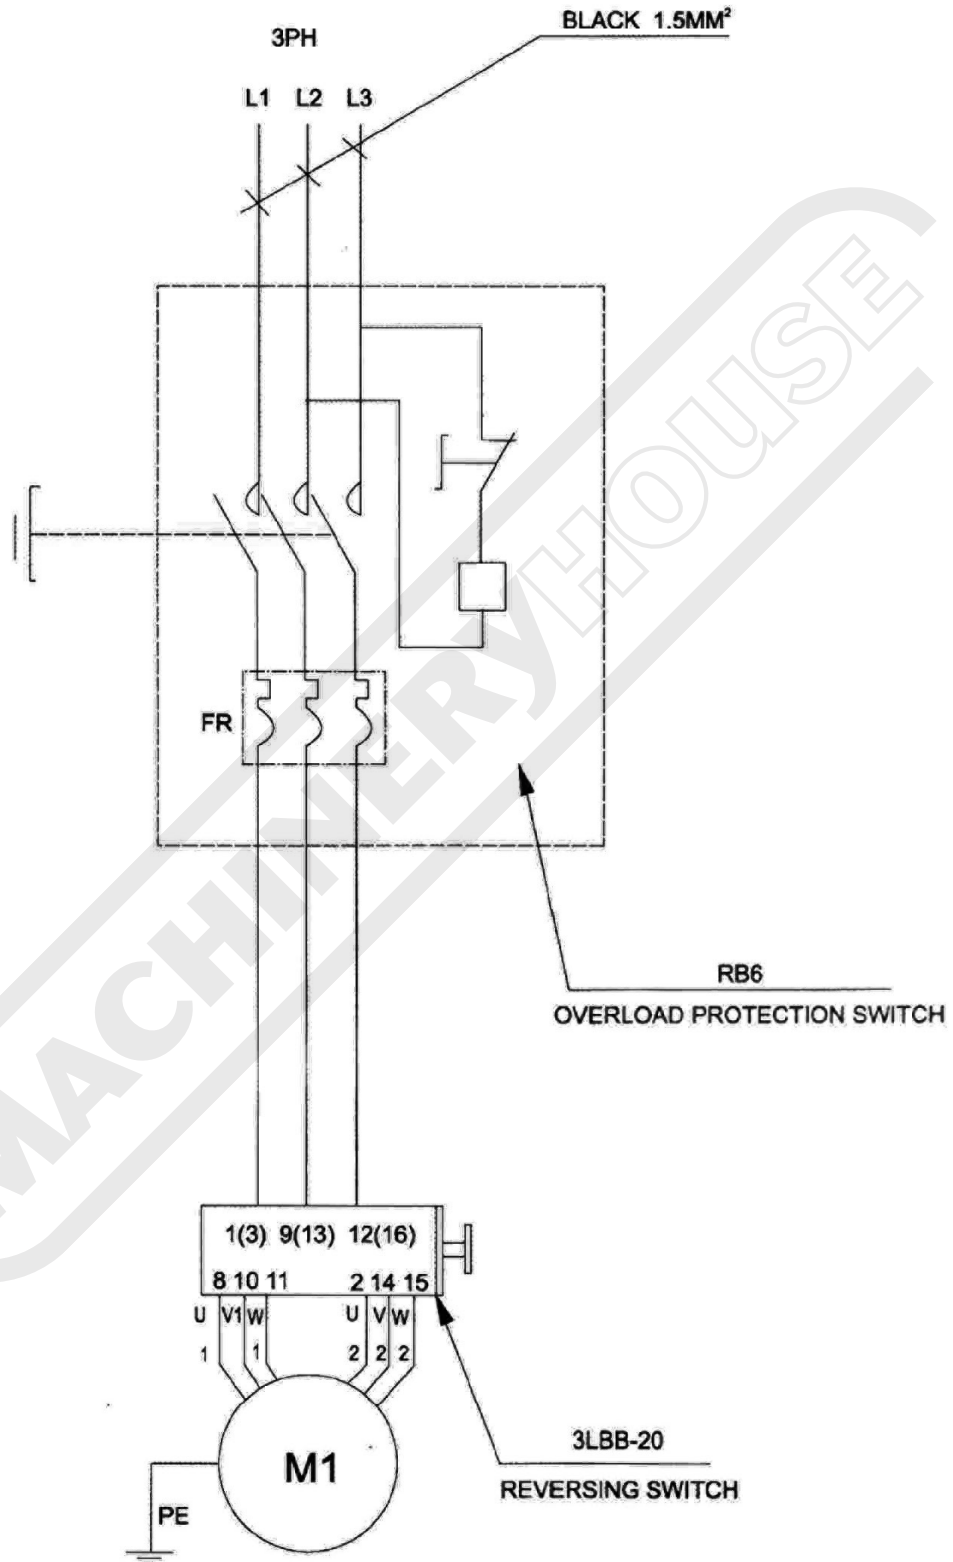 BLACK 1.5MM²
3PH
L1 L2 L3
FR
RB6
OVERLOAD PROTECTION SWITCH
1(3) 9(13) 12(16)
8 10 11 2 14 15
U V1 W U V W
1 1 2 2 2
M1
3LBB-20
REVERSING SWITCH
PE
MACHINERYHOUSE